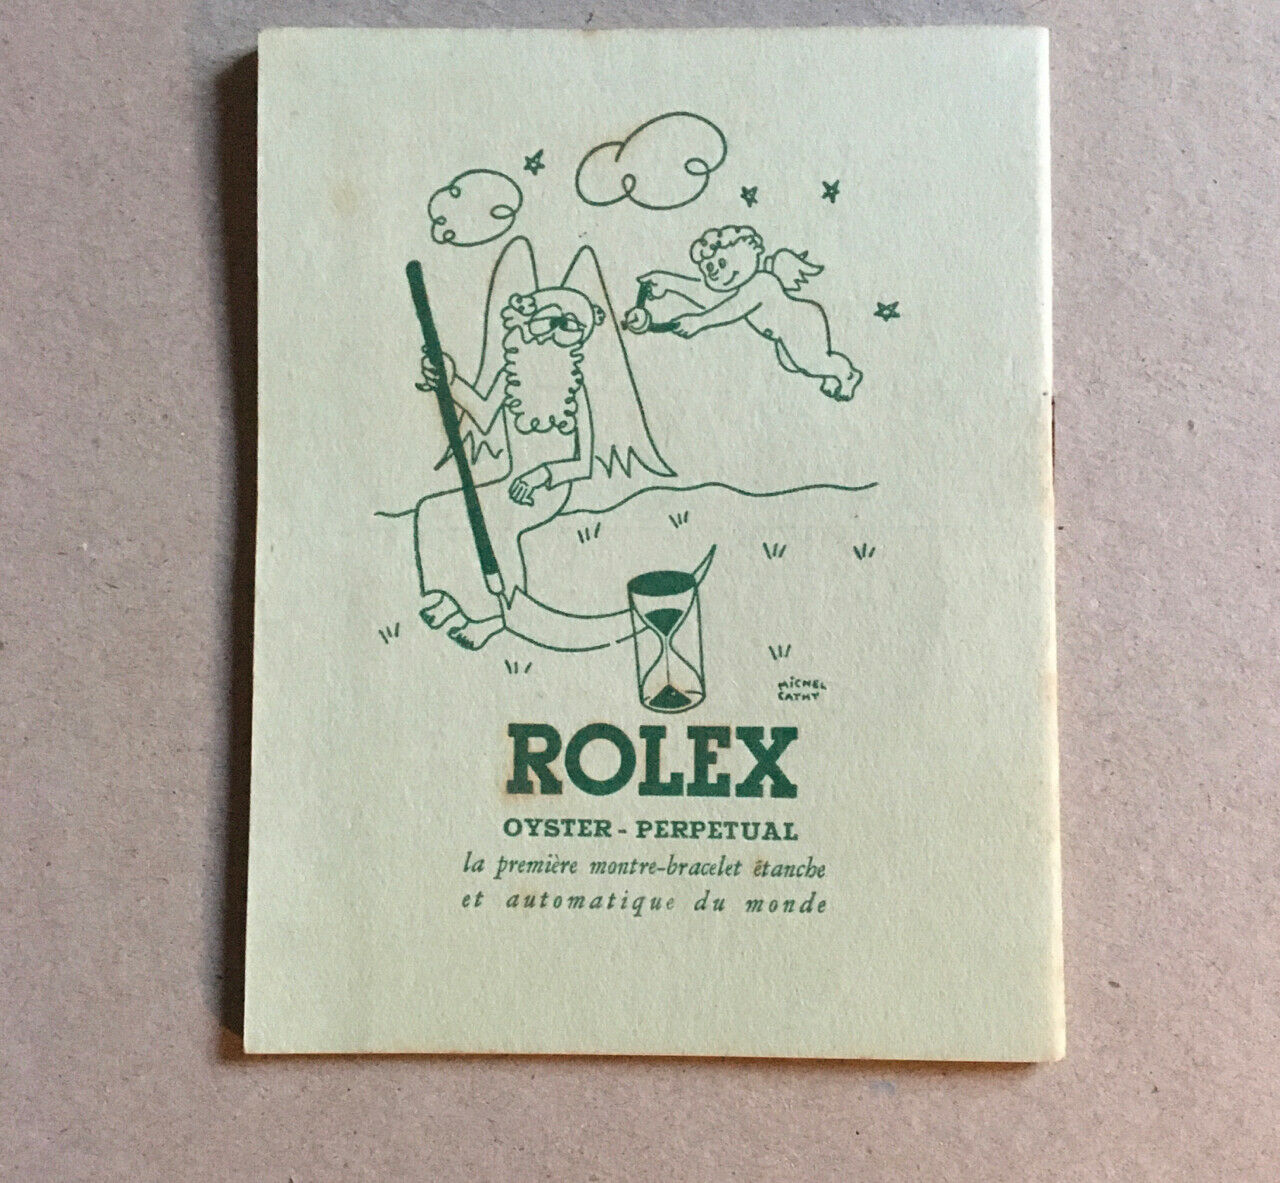 MICHEL
CATHY
ROLEX
OYSTER - PERPETUAL
la première montre-bracelet étanche
et automatique du monde